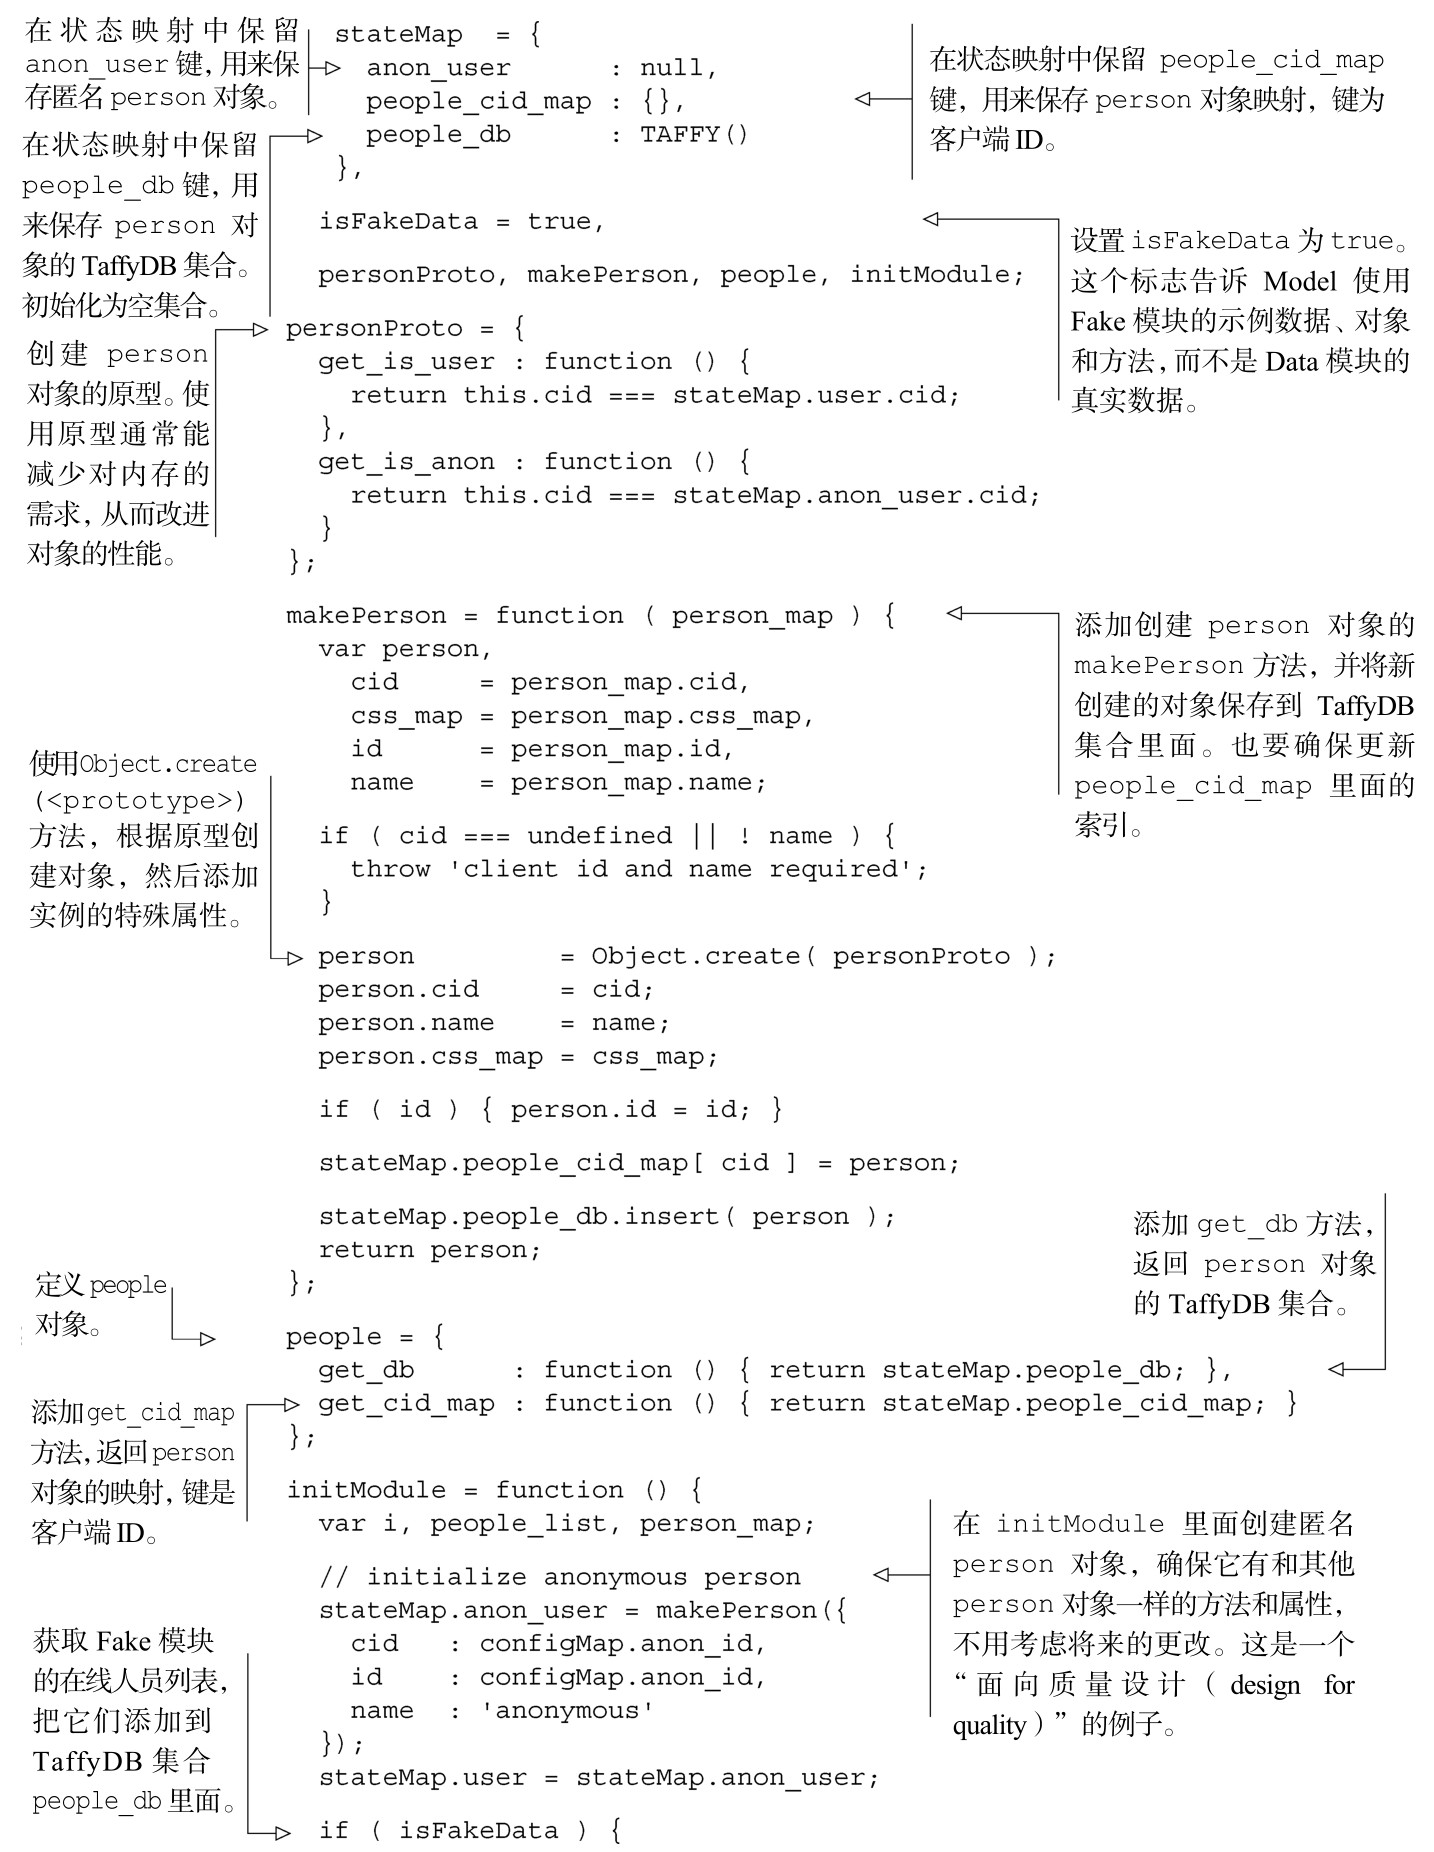 在状态映射中保留
anon_user 键，用来保
存匿名 person 对象。
stateMap  = {
  anon_user      : null,
  people_cid_map : {},
  people_db      : TAFFY()
},
在状态映射中保留 people_cid_map
键，用来保存 person 对象映射，键为
客户端 ID。
在状态映射中保留
people_db 键，用
来保存 person 对
象的 TaffyDB 集合。
初始化为空集合。
isFakeData = true,
personProto, makePerson, people, initModule;
设置 isFakeData 为 true。
这个标志告诉 Model 使用
Fake 模块的示例数据、对象
和方法，而不是 Data 模块的
真实数据。
创建 person
对象的原型。使
用原型通常能
减少对内存的
需求，从而改进
对象的性能。
personProto = {
  get_is_user : function () {
    return this.cid === stateMap.user.cid;
  },
  get_is_anon : function () {
    return this.cid === stateMap.anon_user.cid;
  }
};
makePerson = function ( person_map ) {
  var person,
    cid     = person_map.cid,
    css_map = person_map.css_map,
    id      = person_map.id,
    name    = person_map.name;
添加创建 person 对象的
makePerson 方法，并将新
创建的对象保存到 TaffyDB
集合里面。也要确保更新
people_cid_map 里面的
索引。
  if ( cid === undefined || ! name ) {
    throw 'client id and name required';
  }
使用Object.create
(<prototype>)
方法，根据原型创
建对象，然后添加
实例的特殊属性。
  person         = Object.create( personProto );
  person.cid     = cid;
  person.name    = name;
  person.css_map = css_map;
  if ( id ) { person.id = id; }
  stateMap.people_cid_map[ cid ] = person;
  stateMap.people_db.insert( person );
  return person;
};
添加 get_db 方法，
返回 person 对象
的 TaffyDB 集合。
定义 people
对象。
people = {
  get_db      : function () { return stateMap.people_db; },
  get_cid_map : function () { return stateMap.people_cid_map; }
};
添加get_cid_map
方法，返回person
对象的映射，键是
客户端 ID。
initModule = function () {
  var i, people_list, person_map;
  // initialize anonymous person
  stateMap.anon_user = makePerson({
    cid   : configMap.anon_id,
    id    : configMap.anon_id,
    name  : 'anonymous'
  });
  stateMap.user = stateMap.anon_user;
在 initModule 里面创建匿名
person 对象，确保它有和其他
person 对象一样的方法和属性，
不用考虑将来的更改。这是一个
“面向质量设计（design for
quality）”的例子。
获取 Fake 模块
的在线人员列表，
把它们添加到
TaffyDB 集合
people_db 里面。
  if ( isFakeData ) {